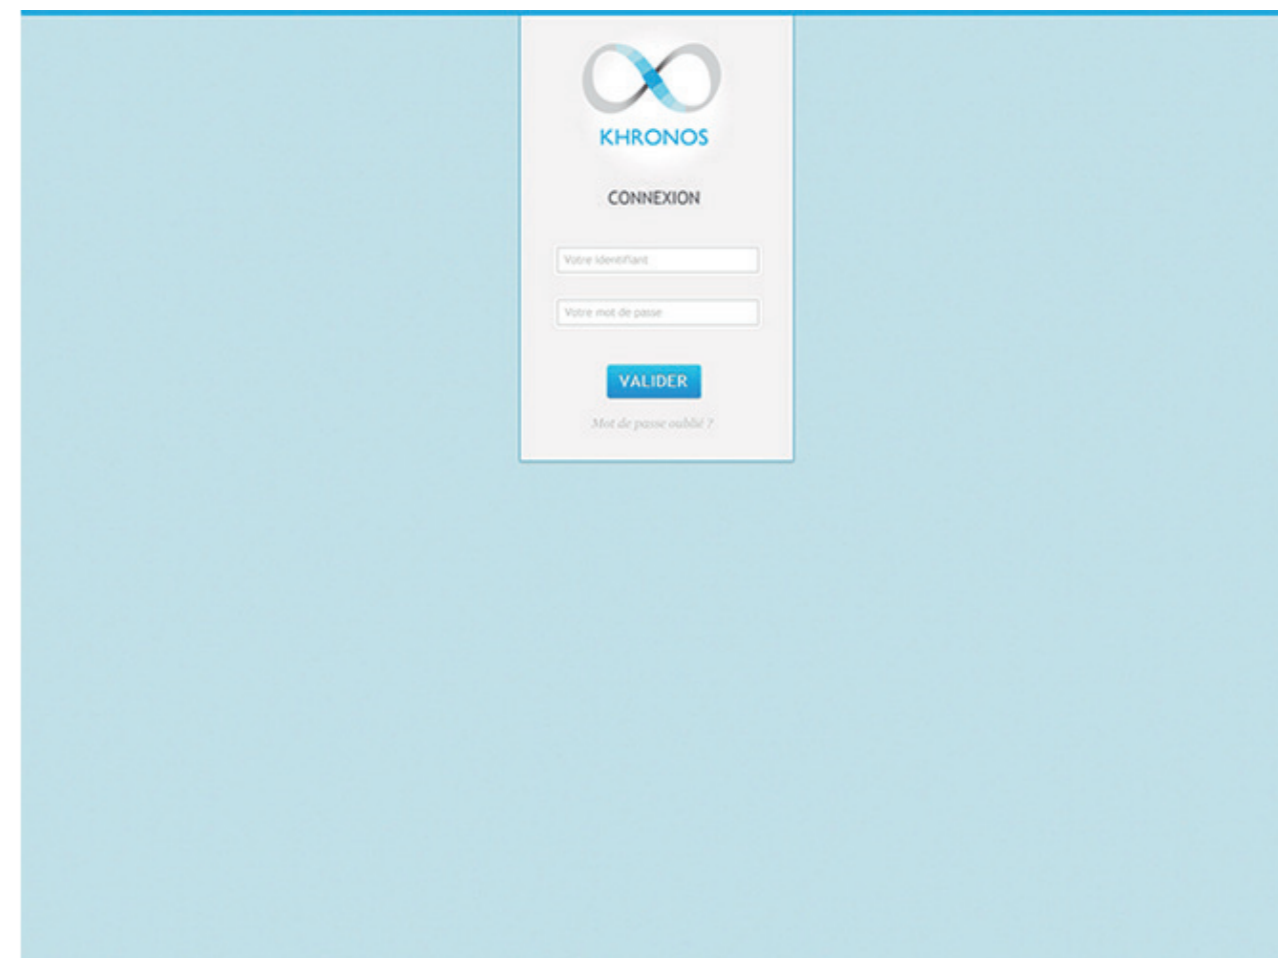 KHRONOS
CONNEXION
Votre identifiant
Votre mot de passe
VALIDER
Mot de passe oublié ?